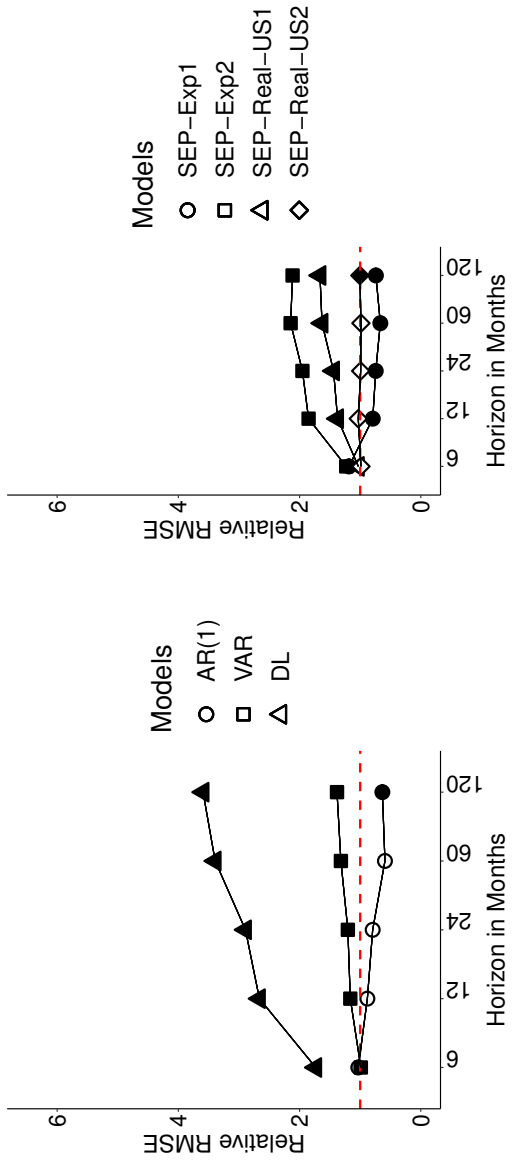 Relative RMSE
6
4
2
0
6
12
24
60
120
Horizon in Months
Models
AR(1)
VAR
DL
Relative RMSE
6
4
2
0
6
12
24
60
120
Horizon in Months
Models
SEP−Exp1
SEP−Exp2
SEP−Real−US1
SEP−Real−US2